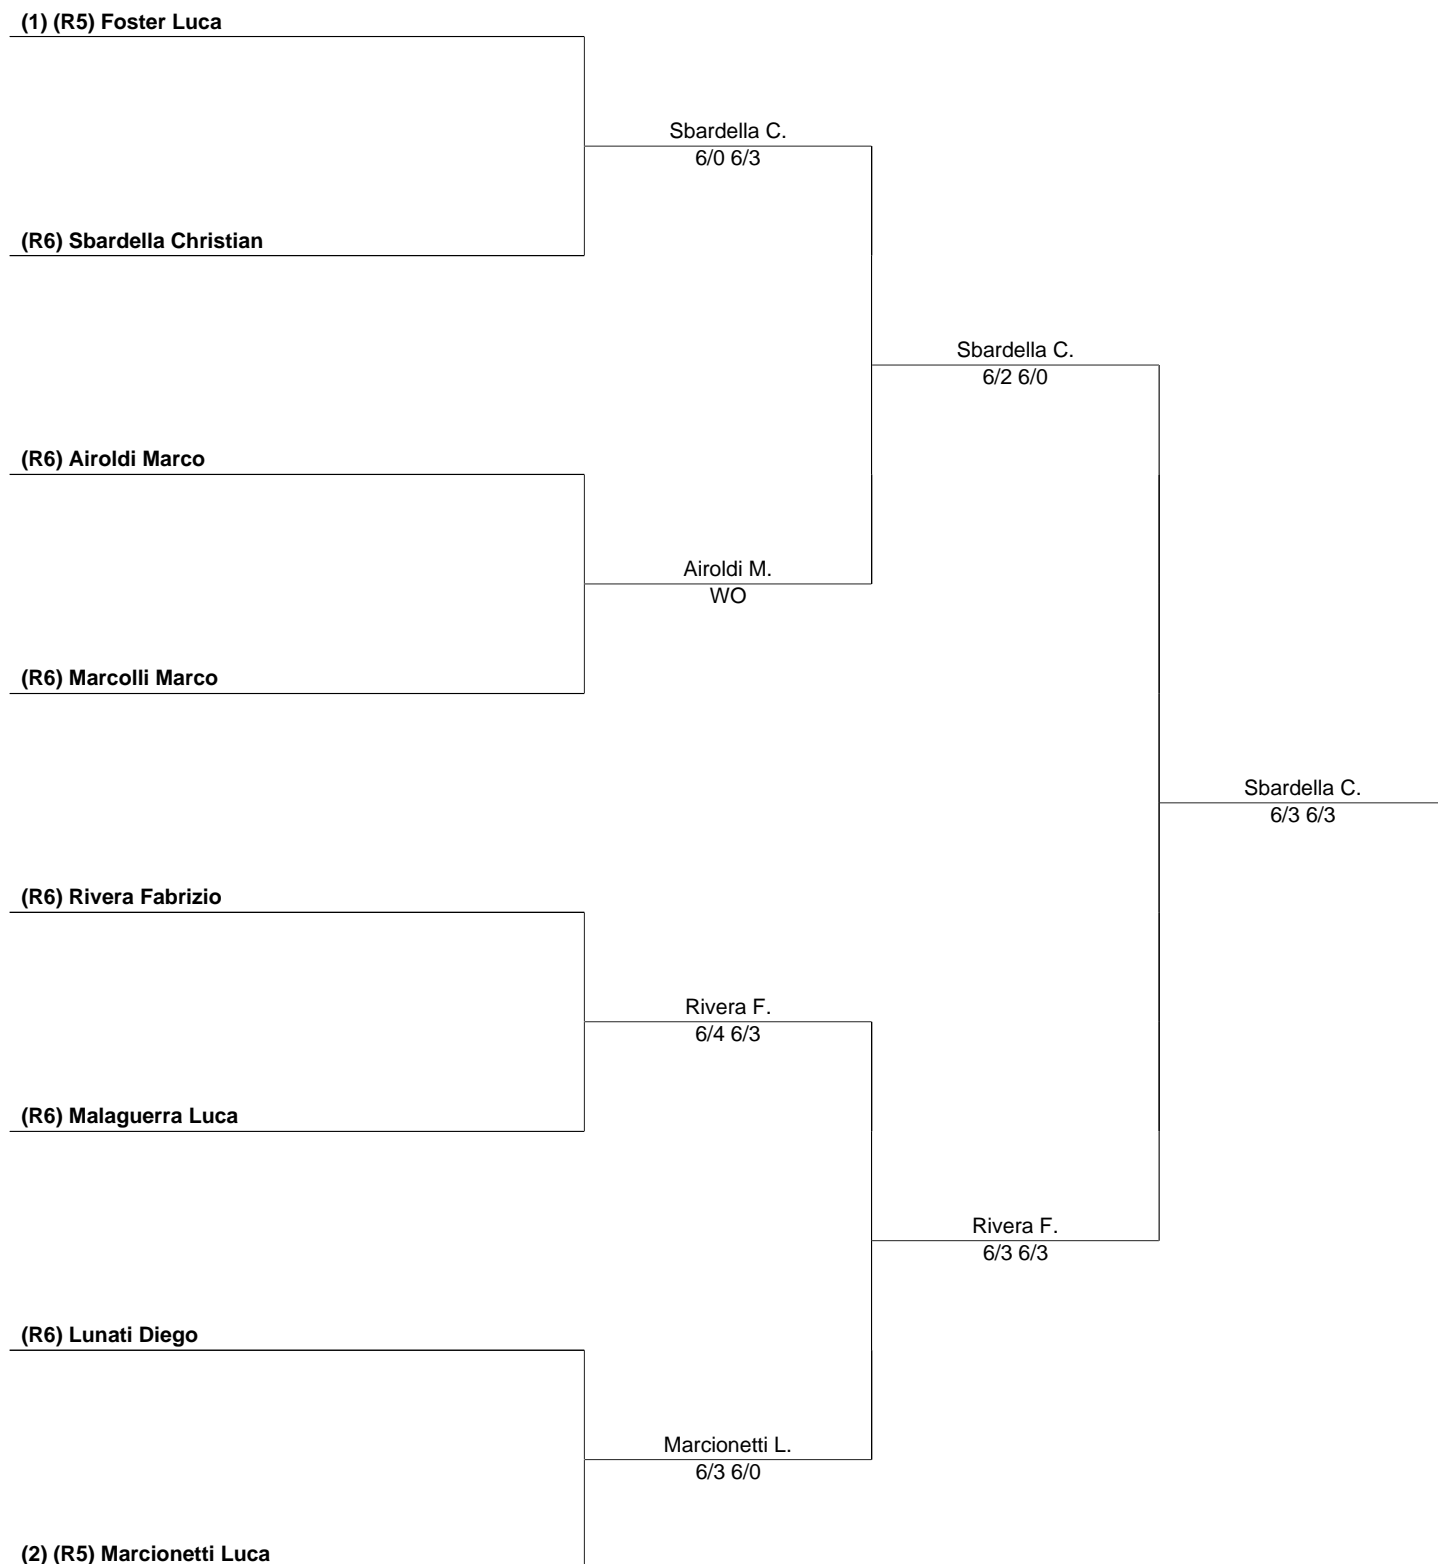 (1) (R5) Foster Luca
Sbardella C.
6/0 6/3
(R6) Sbardella Christian
Sbardella C.
6/2 6/0
(R6) Airoldi Marco
Airoldi M.
WO
(R6) Marcolli Marco
Sbardella C.
6/3 6/3
(R6) Rivera Fabrizio
Rivera F.
6/4 6/3
(R6) Malaguerra Luca
Rivera F.
6/3 6/3
(R6) Lunati Diego
Marcionetti L.
6/3 6/0
(2) (R5) Marcionetti Luca